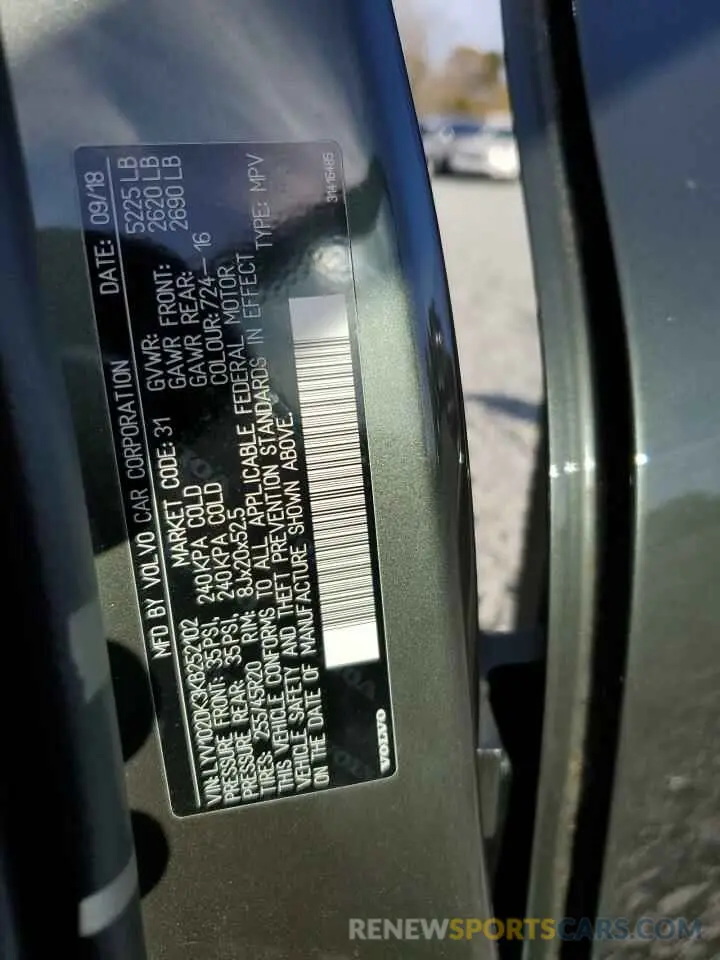 MFD BY VOLVO CAR CORPORATION DATE: 09/18
MARKET CODE: 31 GVWR: 5225 LB
GAWR FRONT: 2620 LB
GAWR REAR: 2690 LB
VIN: LYV102DK3KB252102 COLOUR: 724-16
PRESSURE FRONT: 35PSI, 240KPA COLD
PRESSURE REAR: 35PSI, 240KPA COLD
TIRES: 255/45R20 RIM: 8Jx20x52.5
THIS VEHICLE CONFORMS TO ALL APPLICABLE FEDERAL MOTOR
VEHICLE SAFETY AND THEFT PREVENTION STANDARDS IN EFFECT
ON THE DATE OF MANUFACTURE SHOWN ABOVE. TYPE: MPV
31416485
VOLVO
RENEWSPORTSCARS.COM